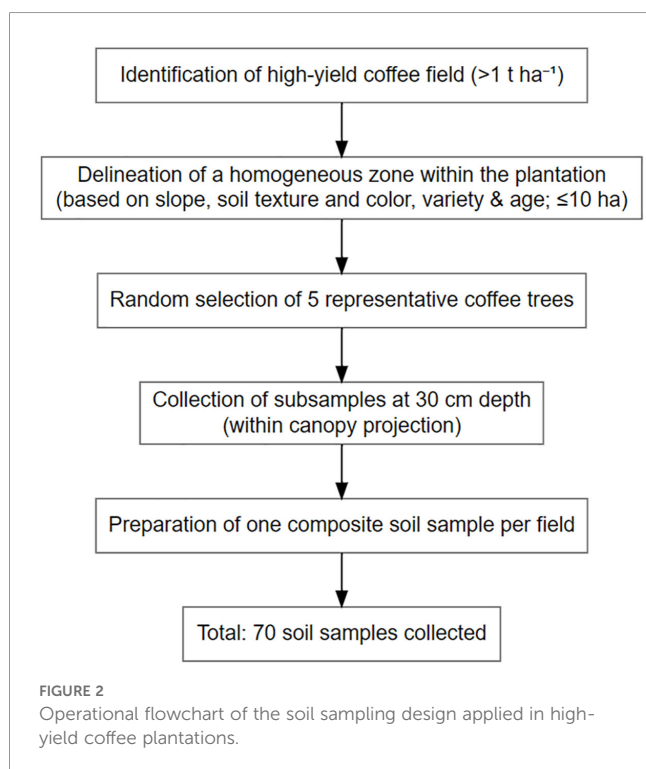 Identification of high-yield coffee field (>1 t ha⁻¹)
Delineation of a homogeneous zone within the plantation
(based on slope, soil texture and color, variety & age; ≤10 ha)
Random selection of 5 representative coffee trees
Collection of subsamples at 30 cm depth
(within canopy projection)
Preparation of one composite soil sample per field
Total: 70 soil samples collected
FIGURE 2
Operational flowchart of the soil sampling design applied in high-
yield coffee plantations.